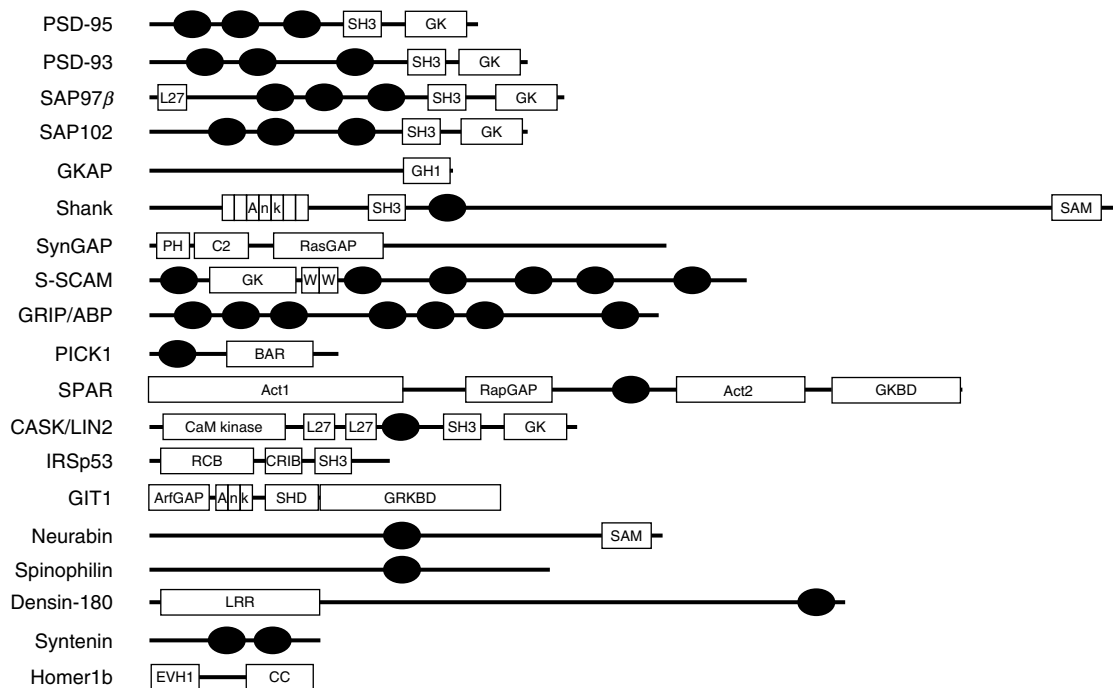 PSD-95 SH3 GK
PSD-93 SH3 GK
SAP97β L27 SH3 GK
SAP102 SH3 GK
GKAP GH1
Shank Ank SH3 SAM
SynGAP PH C2 RasGAP
S-SCAM GK W W
GRIP/ABP
PICK1 BAR
SPAR Act1 RapGAP Act2 GKBD
CASK/LIN2 CaM kinase L27 L27 SH3 GK
IRSp53 RCB CRIB SH3
GIT1 ArfGAP Ank SHD GRKBD
Neurabin SAM
Spinophilin
Densin-180 LRR
Syntenin
Homer1b EVH1 CC